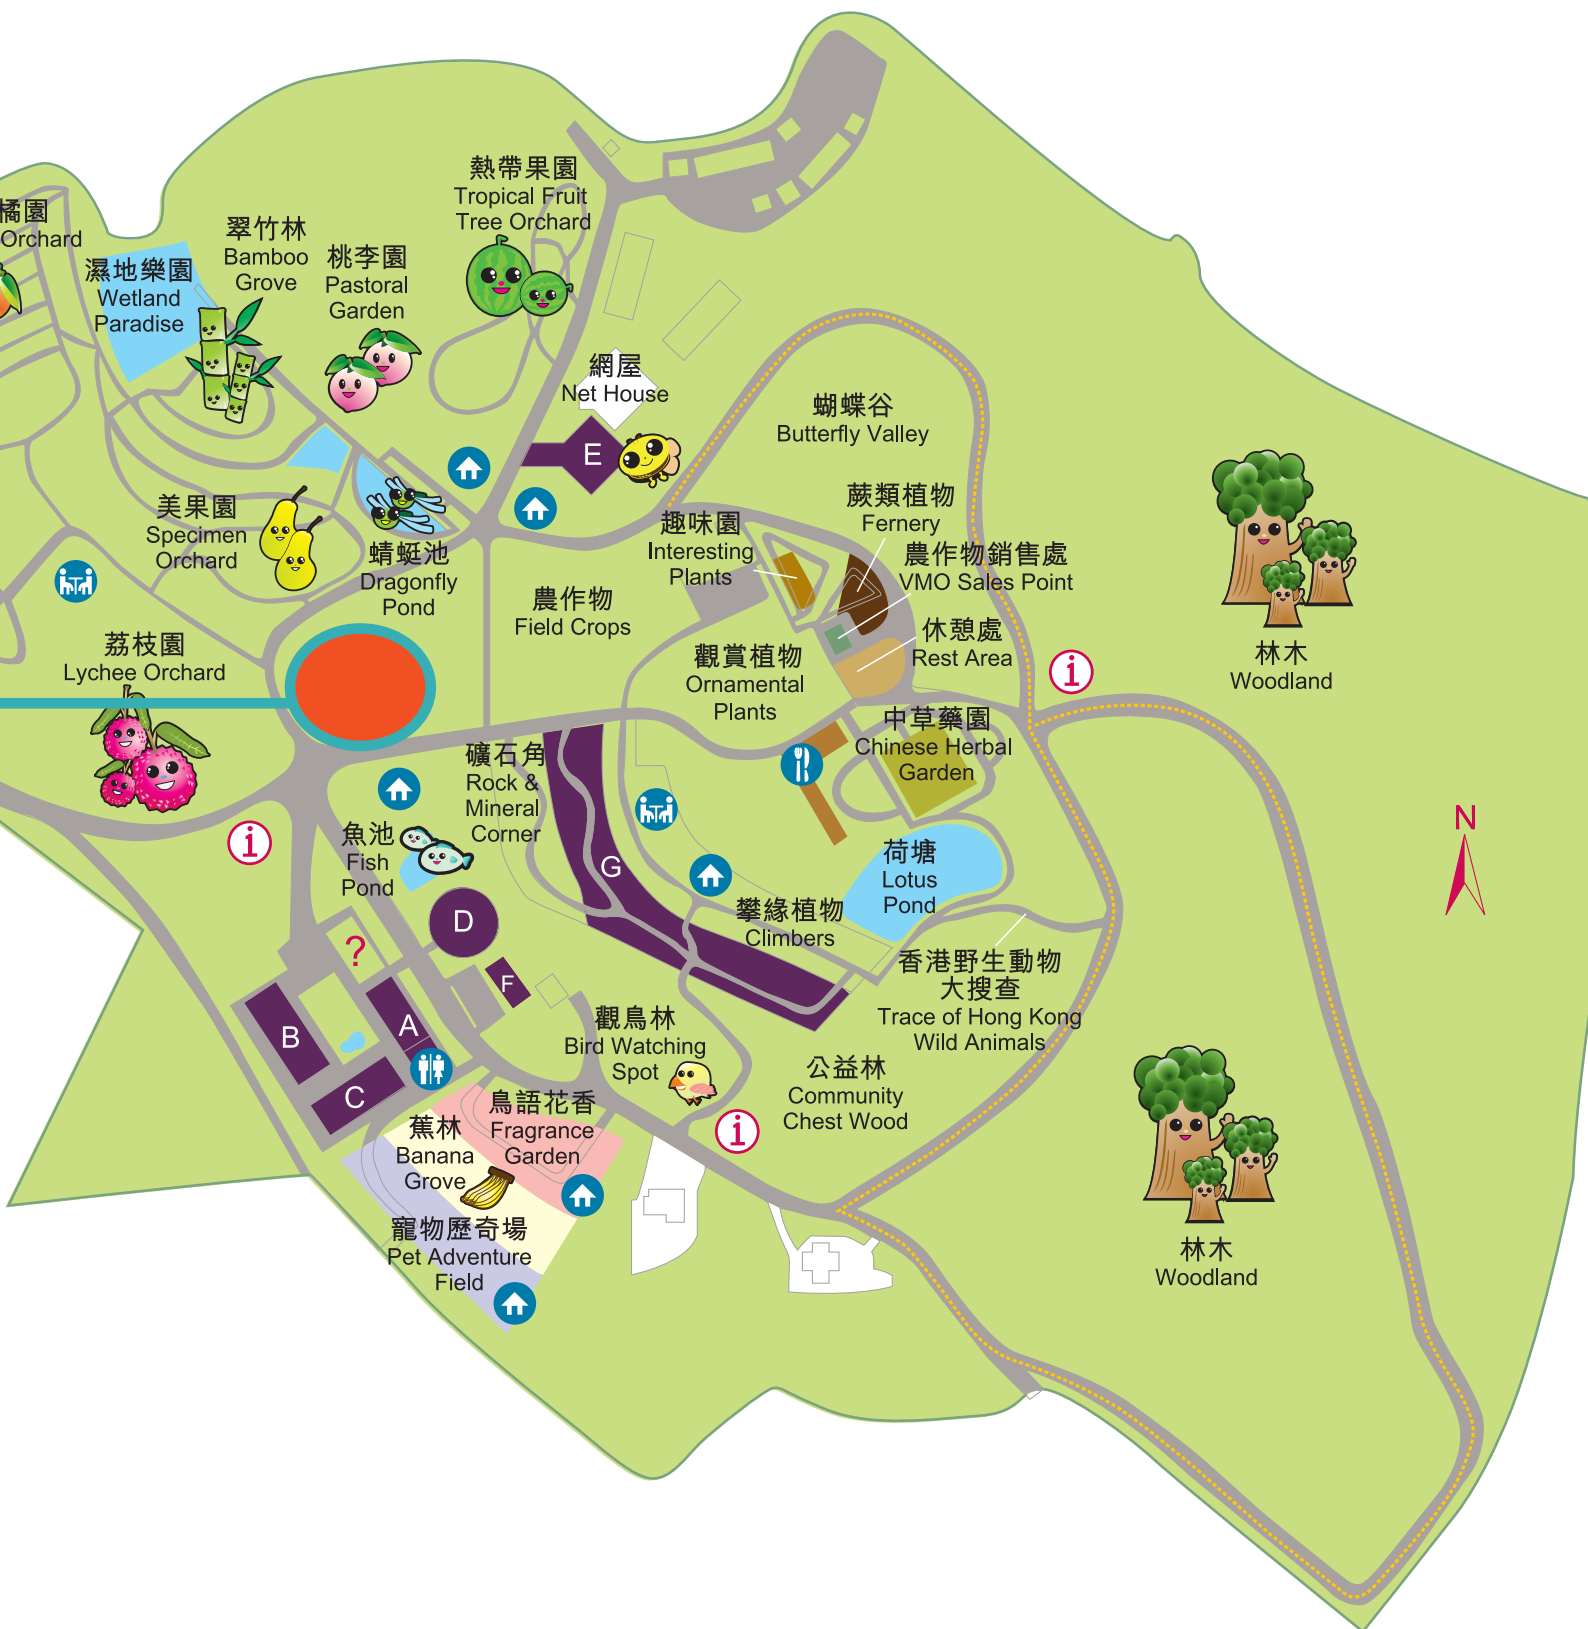 熱帶果園
Tropical Fruit
Tree Orchard
橘園
Orchard
翠竹林
Bamboo
Grove
桃李園
Pastoral
Garden
濕地樂園
Wetland
Paradise
網屋
Net House
蝴蝶谷
Butterfly Valley
E
美果園
Specimen
Orchard
蜻蜓池
Dragonfly
Pond
趣味園
Interesting
Plants
蕨類植物
Fernery
農作物銷售處
VMO Sales Point
農作物
Field Crops
休憩處
Rest Area
觀賞植物
Ornamental
Plants
荔枝園
Lychee Orchard
林木
Woodland
i
中草藥園
Chinese Herbal
Garden
礦石角
Rock &
Mineral
Corner
N
i
魚池
Fish
Pond
G
荷塘
Lotus
Pond
D
攀緣植物
Climbers
?
F
香港野生動物
大搜查
Trace of Hong Kong
Wild Animals
B
A
C
觀鳥林
Bird Watching
Spot
公益林
Community
Chest Wood
i
鳥語花香
Fragrance
Garden
蕉林
Banana
Grove
寵物歷奇場
Pet Adventure
Field
林木
Woodland